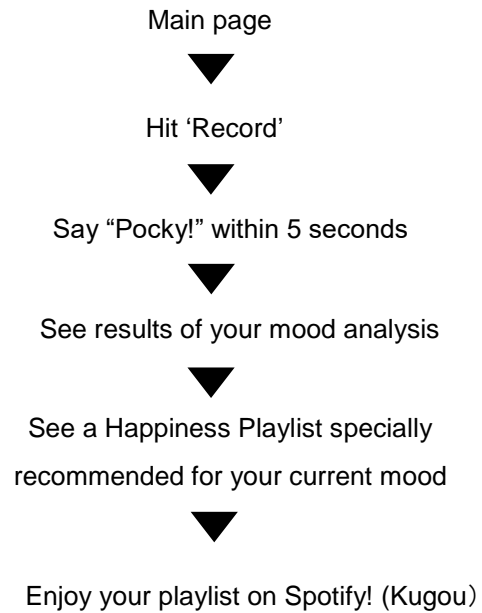 Main page
Hit ‘Record’
Say “Pocky!” within 5 seconds
See results of your mood analysis
See a Happiness Playlist specially
recommended for your current mood
Enjoy your playlist on Spotify! (Kugou）